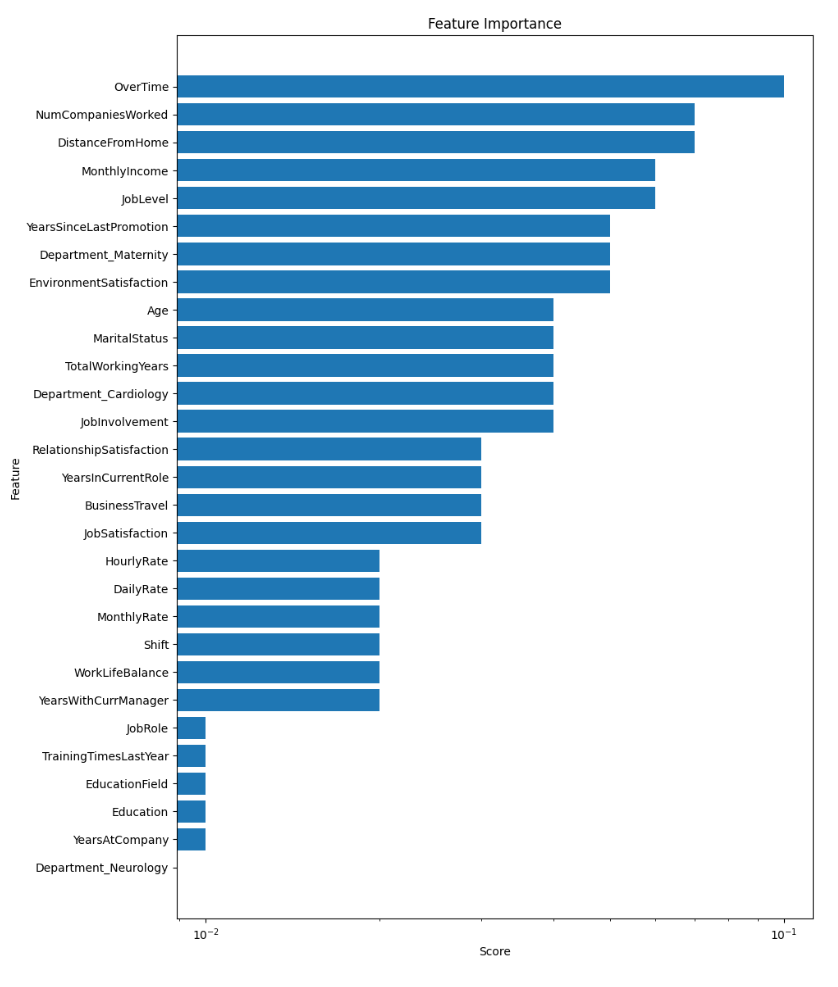 Feature Importance
OverTime
NumCompaniesWorked
DistanceFromHome
MonthlyIncome
JobLevel
YearsSinceLastPromotion
Department_Maternity
EnvironmentSatisfaction
Age
MaritalStatus
TotalWorkingYears
Department_Cardiology
JobInvolvement
RelationshipSatisfaction
YearsInCurrentRole
BusinessTravel
JobSatisfaction
HourlyRate
DailyRate
MonthlyRate
Shift
WorkLifeBalance
YearsWithCurrManager
JobRole
TrainingTimesLastYear
EducationField
Education
YearsAtCompany
Department_Neurology
Feature
10⁻² 10⁻¹
Score